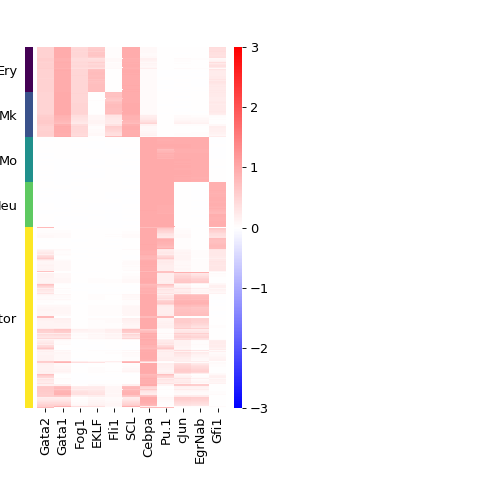 Ery
Mk
Mo
leu
tor
3
2
1
0
−1
−2
−3
Gata2
Gata1
Fog1
EKLF
Fli1
SCL
Cebpa
Pu.1
cJun
EgrNab
Gfi1